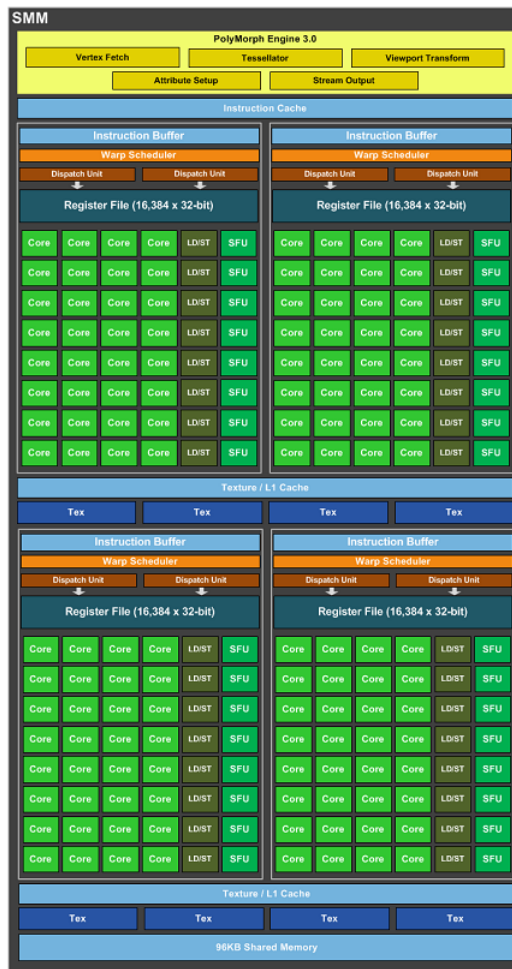 SMM
PolyMorph Engine 3.0
Vertex Fetch Tessellator Viewport Transform
Attribute Setup Stream Output
Instruction Cache
Instruction Buffer Instruction Buffer
Warp Scheduler Warp Scheduler
Dispatch Unit Dispatch Unit Dispatch Unit Dispatch Unit
Register File (16,384 x 32-bit) Register File (16,384 x 32-bit)
Core Core Core Core LD/ST SFU Core Core Core Core LD/ST SFU
Core Core Core Core LD/ST SFU Core Core Core Core LD/ST SFU
Core Core Core Core LD/ST SFU Core Core Core Core LD/ST SFU
Core Core Core Core LD/ST SFU Core Core Core Core LD/ST SFU
Core Core Core Core LD/ST SFU Core Core Core Core LD/ST SFU
Core Core Core Core LD/ST SFU Core Core Core Core LD/ST SFU
Core Core Core Core LD/ST SFU Core Core Core Core LD/ST SFU
Core Core Core Core LD/ST SFU Core Core Core Core LD/ST SFU
Texture / L1 Cache
Tex Tex Tex Tex
Instruction Buffer Instruction Buffer
Warp Scheduler Warp Scheduler
Dispatch Unit Dispatch Unit Dispatch Unit Dispatch Unit
Register File (16,384 x 32-bit) Register File (16,384 x 32-bit)
Core Core Core Core LD/ST SFU Core Core Core Core LD/ST SFU
Core Core Core Core LD/ST SFU Core Core Core Core LD/ST SFU
Core Core Core Core LD/ST SFU Core Core Core Core LD/ST SFU
Core Core Core Core LD/ST SFU Core Core Core Core LD/ST SFU
Core Core Core Core LD/ST SFU Core Core Core Core LD/ST SFU
Core Core Core Core LD/ST SFU Core Core Core Core LD/ST SFU
Core Core Core Core LD/ST SFU Core Core Core Core LD/ST SFU
Core Core Core Core LD/ST SFU Core Core Core Core LD/ST SFU
Texture / L1 Cache
Tex Tex Tex Tex
96KB Shared Memory